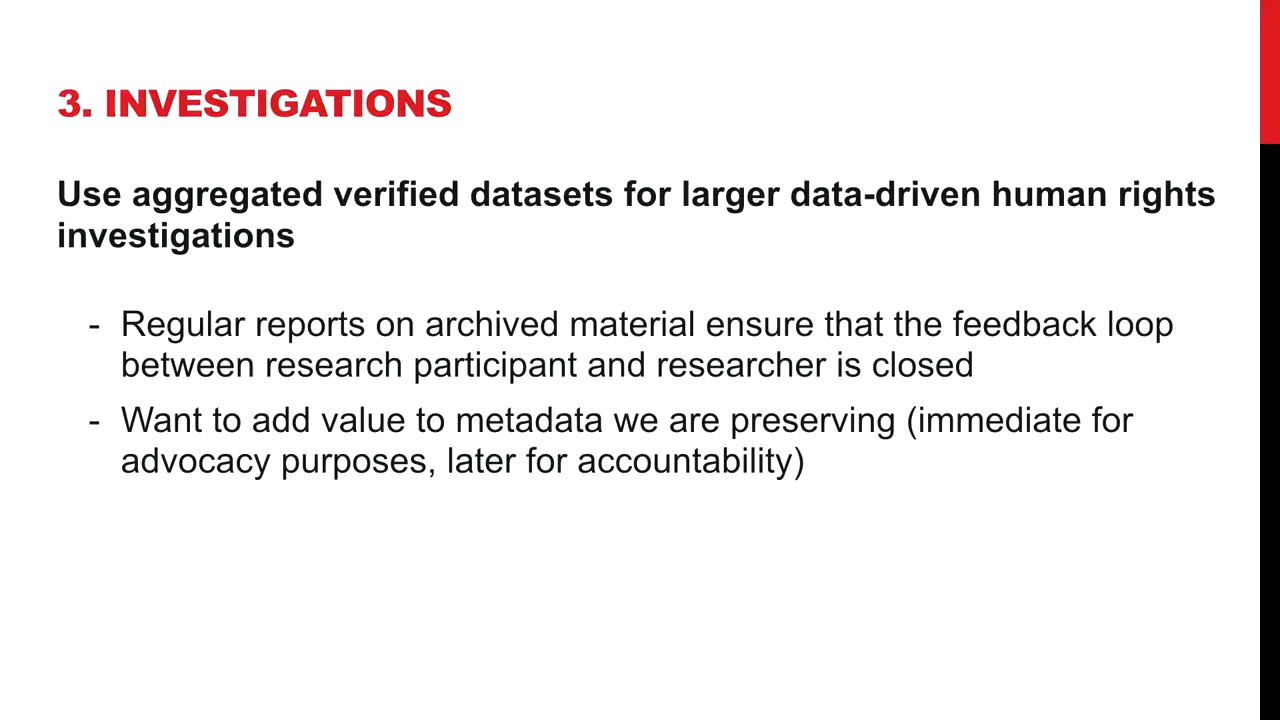 3. INVESTIGATIONS
Use aggregated verified datasets for larger data-driven human rights
investigations
- Regular reports on archived material ensure that the feedback loop
between research participant and researcher is closed
- Want to add value to metadata we are preserving (immediate for
advocacy purposes, later for accountability)